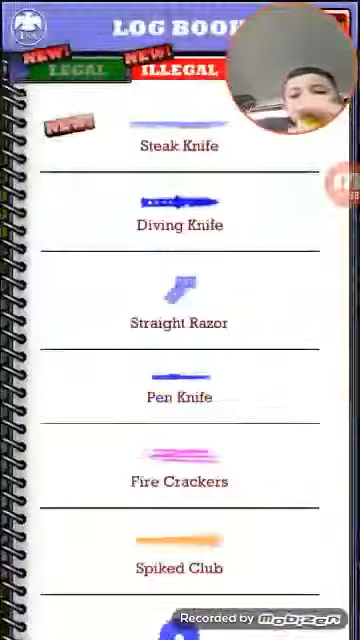 LOG BOOK
TSA
NEW!
NEW!
LEGAL
ILLEGAL
NEW!
Steak Knife
Diving Knife
Straight Razor
Pen Knife
Fire Crackers
Spiked Club
Recorded by mobizen